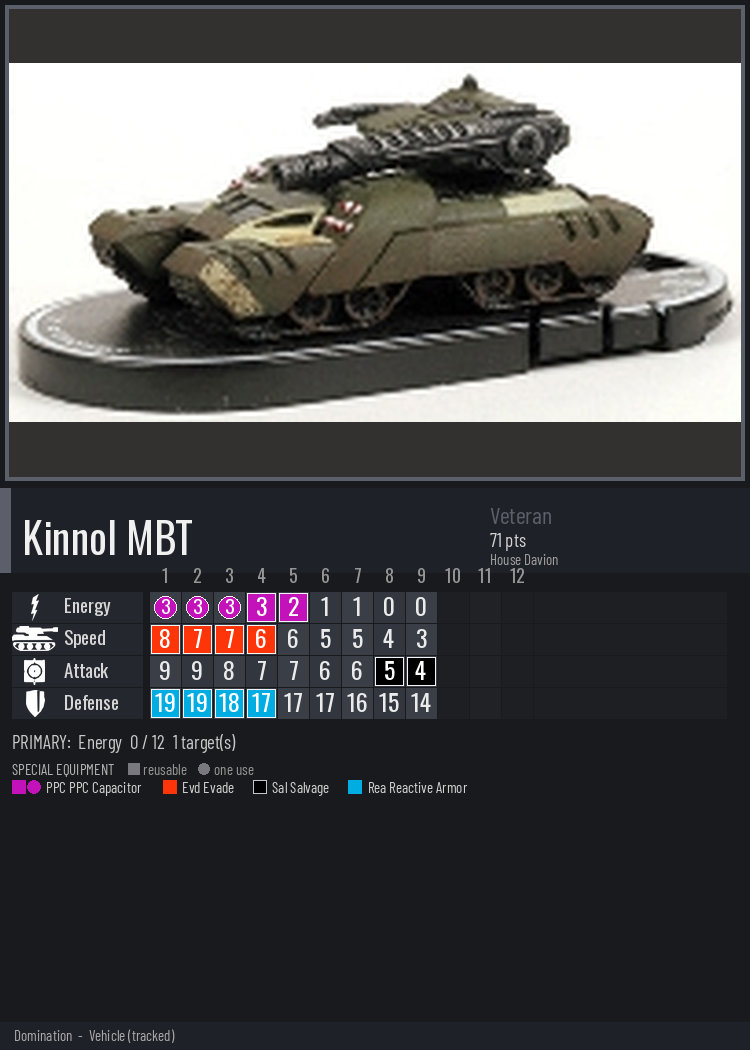 Kinnol MBT
Veteran
71 pts
House Davion
1 2 3 4 5 6 7 8 9 10 11 12
Energy 3 3 3 3 2 1 1 0 0
Speed 8 7 7 6 6 5 5 4 3
Attack 9 9 8 7 7 6 6 5 4
Defense 19 19 18 17 17 17 16 15 14
PRIMARY: Energy 0 / 12 1 target(s)
SPECIAL EQUIPMENT reusable one use
PPC PPC Capacitor Evd Evade Sal Salvage Rea Reactive Armor
Domination - Vehicle (tracked)